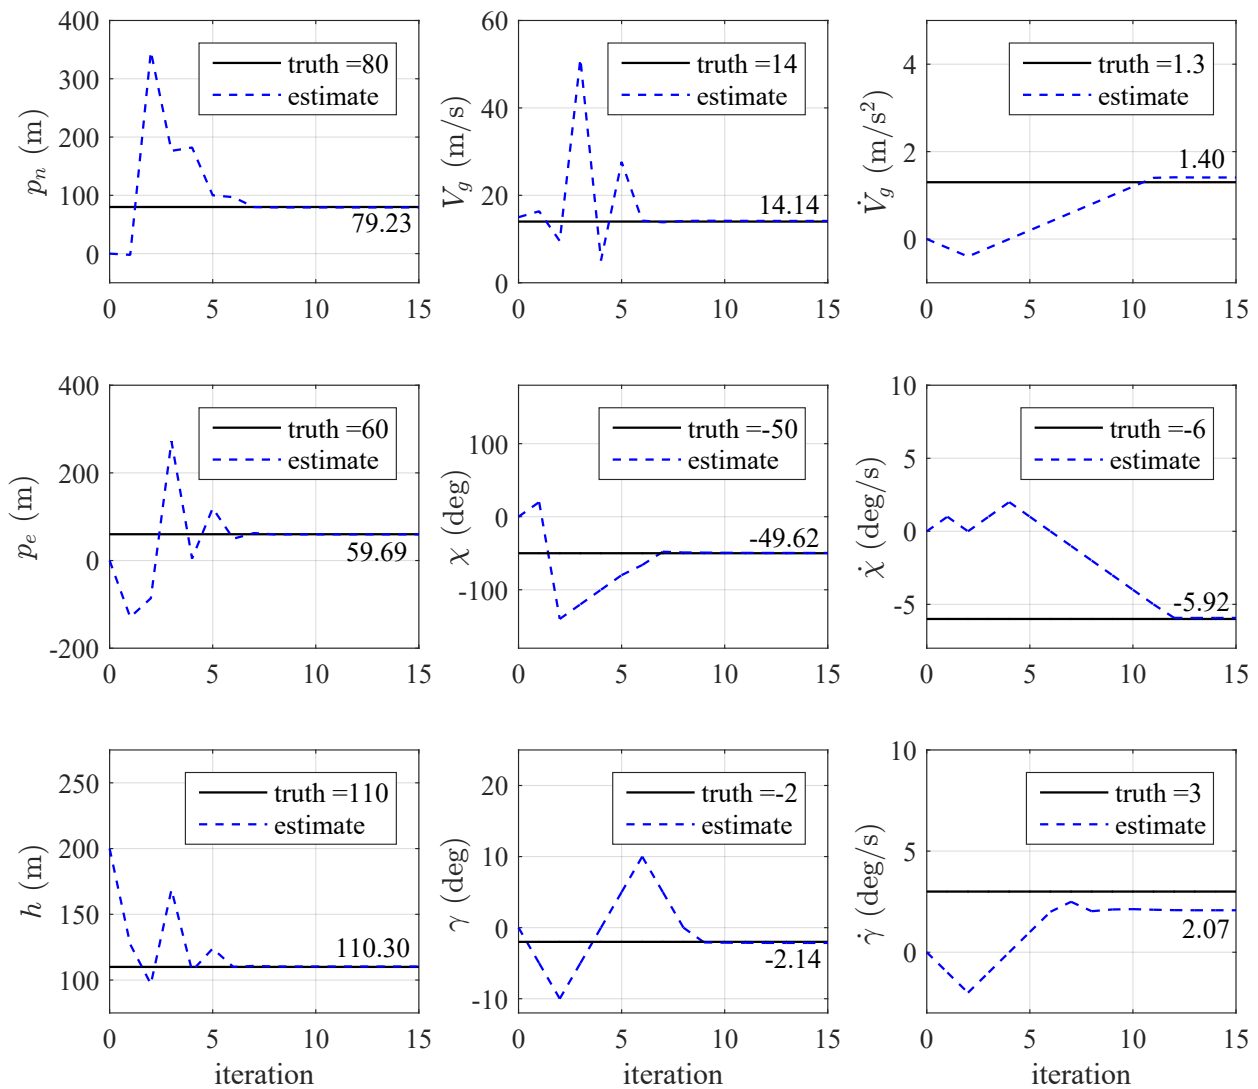 400
300
200
100
0
p_n (m)
truth =80
estimate
79.23
0 5 10 15
60
40
20
0
V_g (m/s)
truth =14
estimate
14.14
0 5 10 15
4
2
0
V̇_g (m/s²)
truth =1.3
estimate
1.40
0 5 10 15
400
200
0
-200
p_e (m)
truth =60
estimate
59.69
0 5 10 15
100
0
-100
χ (deg)
truth =-50
estimate
-49.62
0 5 10 15
10
5
0
-5
χ̇ (deg/s)
truth =-6
estimate
-5.92
0 5 10 15
250
200
150
100
h (m)
truth =110
estimate
110.30
0 5 10 15
iteration
20
10
0
-10
γ (deg)
truth =-2
estimate
-2.14
0 5 10 15
iteration
10
5
0
γ̇ (deg/s)
truth =3
estimate
2.07
0 5 10 15
iteration